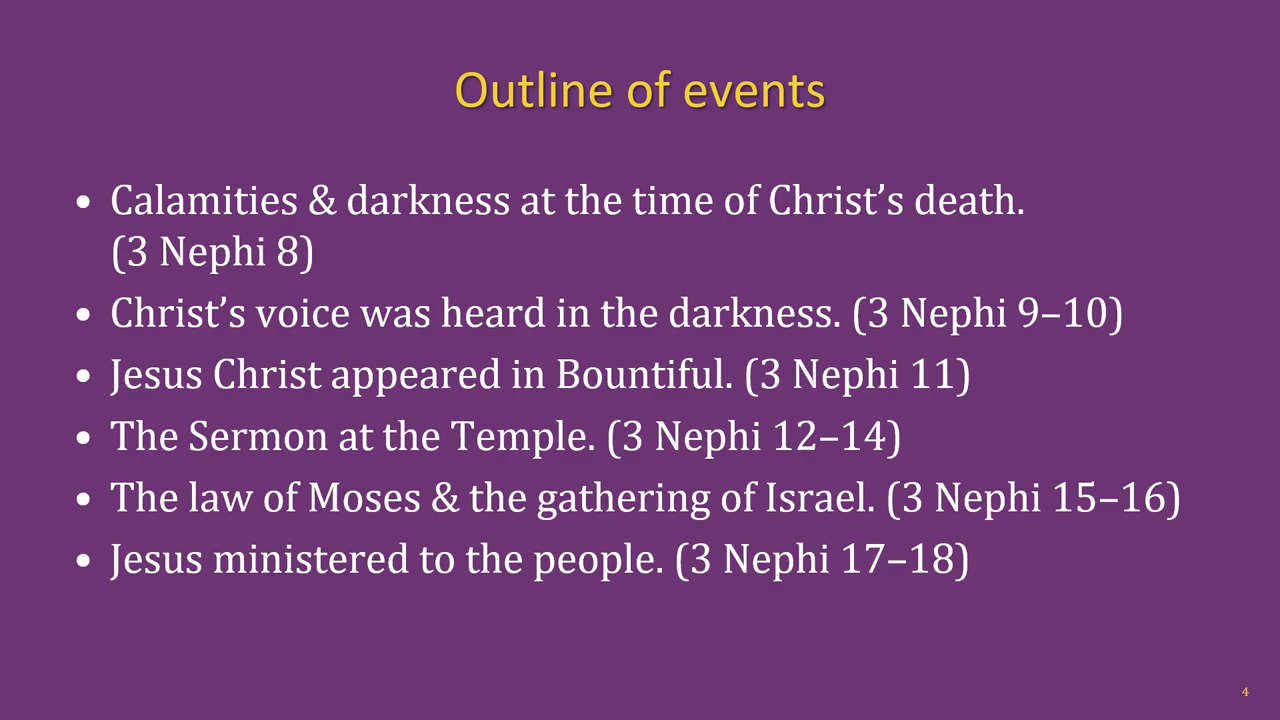 Outline of events
• Calamities & darkness at the time of Christ’s death.
(3 Nephi 8)
• Christ’s voice was heard in the darkness. (3 Nephi 9–10)
• Jesus Christ appeared in Bountiful. (3 Nephi 11)
• The Sermon at the Temple. (3 Nephi 12–14)
• The law of Moses & the gathering of Israel. (3 Nephi 15–16)
• Jesus ministered to the people. (3 Nephi 17–18)
4